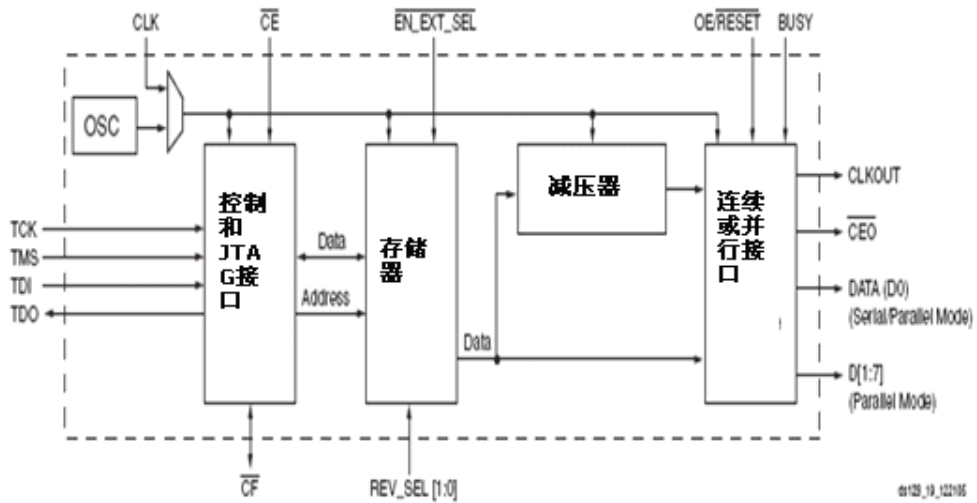 CLK
CE
EN_EXT_SEL
OE/RESET
BUSY
OSC
控制
和
JTA
G接
口
存储
器
减压器
连续
或并
行接
口
TCK
TMS
TDI
TDO
Data
Address
Data
CLKOUT
CEO
DATA (D0)
(Serial/Parallel Mode)
D[1:7]
(Parallel Mode)
CF
REV_SEL [1:0]
ds123_19_122105